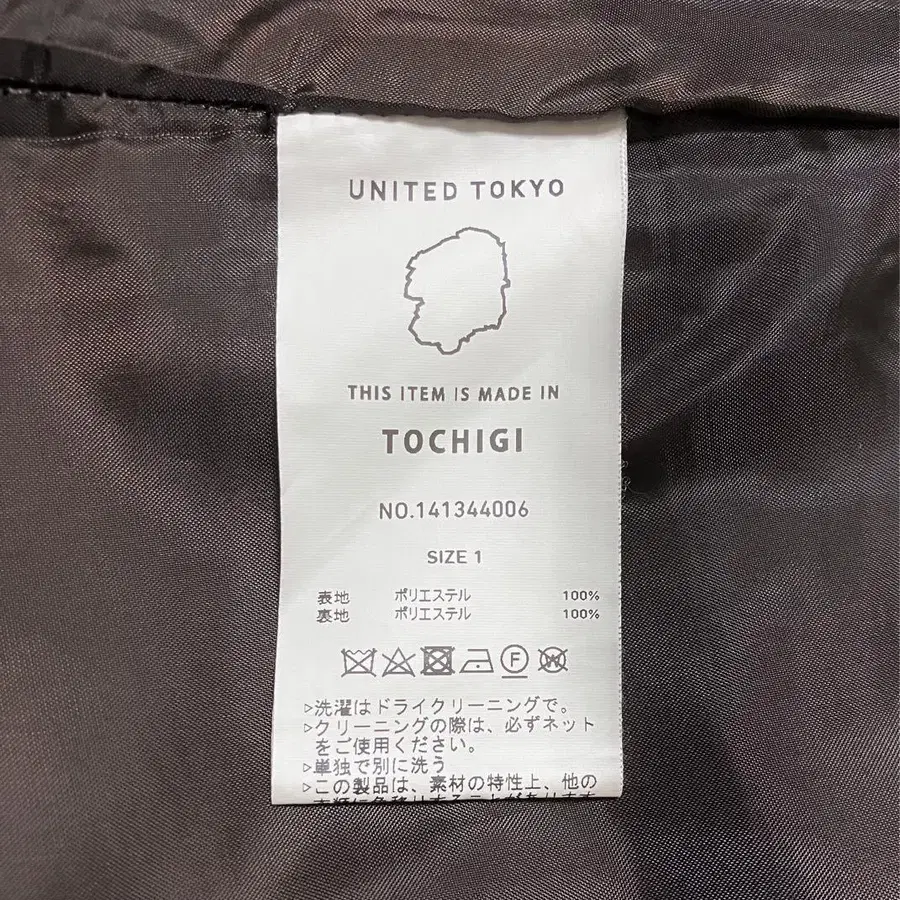 UNITED TOKYO
THIS ITEM IS MADE IN
TOCHIGI
NO.141344006
SIZE 1
表地 ポリエステル 100%
裏地 ポリエステル 100%
F W
▷洗濯はドライクリーニングで。
▷クリーニングの際は、必ずネット
をご使用ください。
▷単独で別に洗う
▷この製品は、素材の特性上、他の